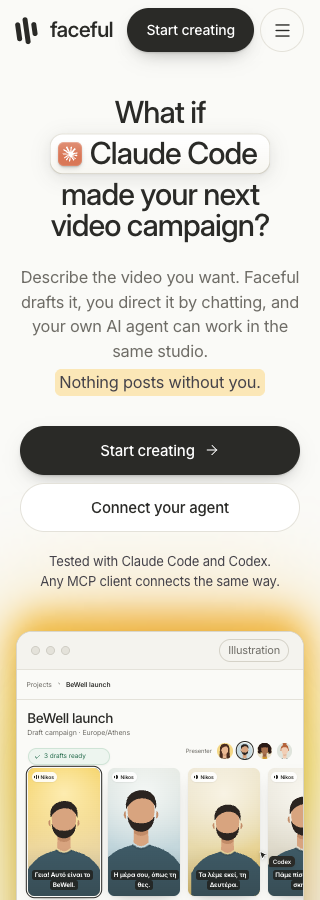 faceful
Start creating
What if
Claude Code
made your next
video campaign?
Describe the video you want. Faceful
drafts it, you direct it by chatting, and
your own AI agent can work in the
same studio.
Nothing posts without you.
Start creating →
Connect your agent
Tested with Claude Code and Codex.
Any MCP client connects the same way.
Illustration
Projects › BeWell launch
BeWell launch
Draft campaign · Europe/Athens
✓ 3 drafts ready
Presenter
Nikos
Nikos
Nikos
Nikos
Codex
Γεια! Αυτό είναι το
BeWell.
Η μέρα σου, όπως τη
θες.
Τα λέμε εκεί, τη
Δευτέρα.